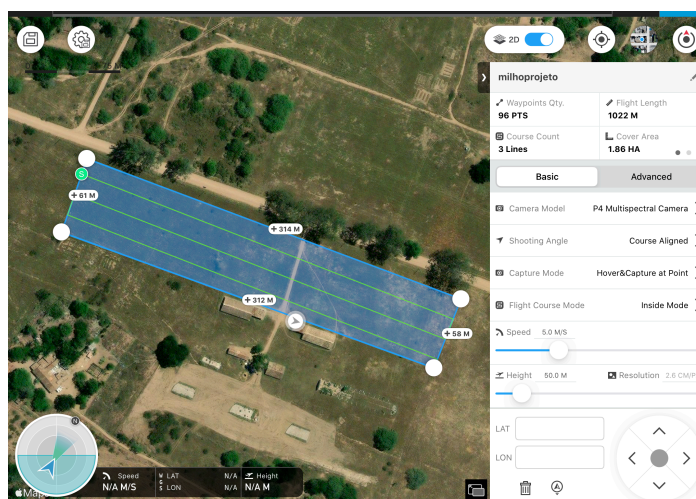 2D
milhoprojeto
Waypoints Qty.
96 PTS
Flight Length
1022 M
Course Count
3 Lines
Cover Area
1.86 HA
Basic
Advanced
Camera Model
P4 Multispectral Camera
Shooting Angle
Course Aligned
Capture Mode
Hover&Capture at Point
Flight Course Mode
Inside Mode
Speed 5.0 M/S
Height 50.0 M
Resolution 2.6 CM/P
LAT
LON
S
+ 61 M
+ 314 M
+ 312 M
+ 58 M
N
Maps
Speed
N/A M/S
W
G
S
LAT N/A
LON N/A
Height
N/A M
A